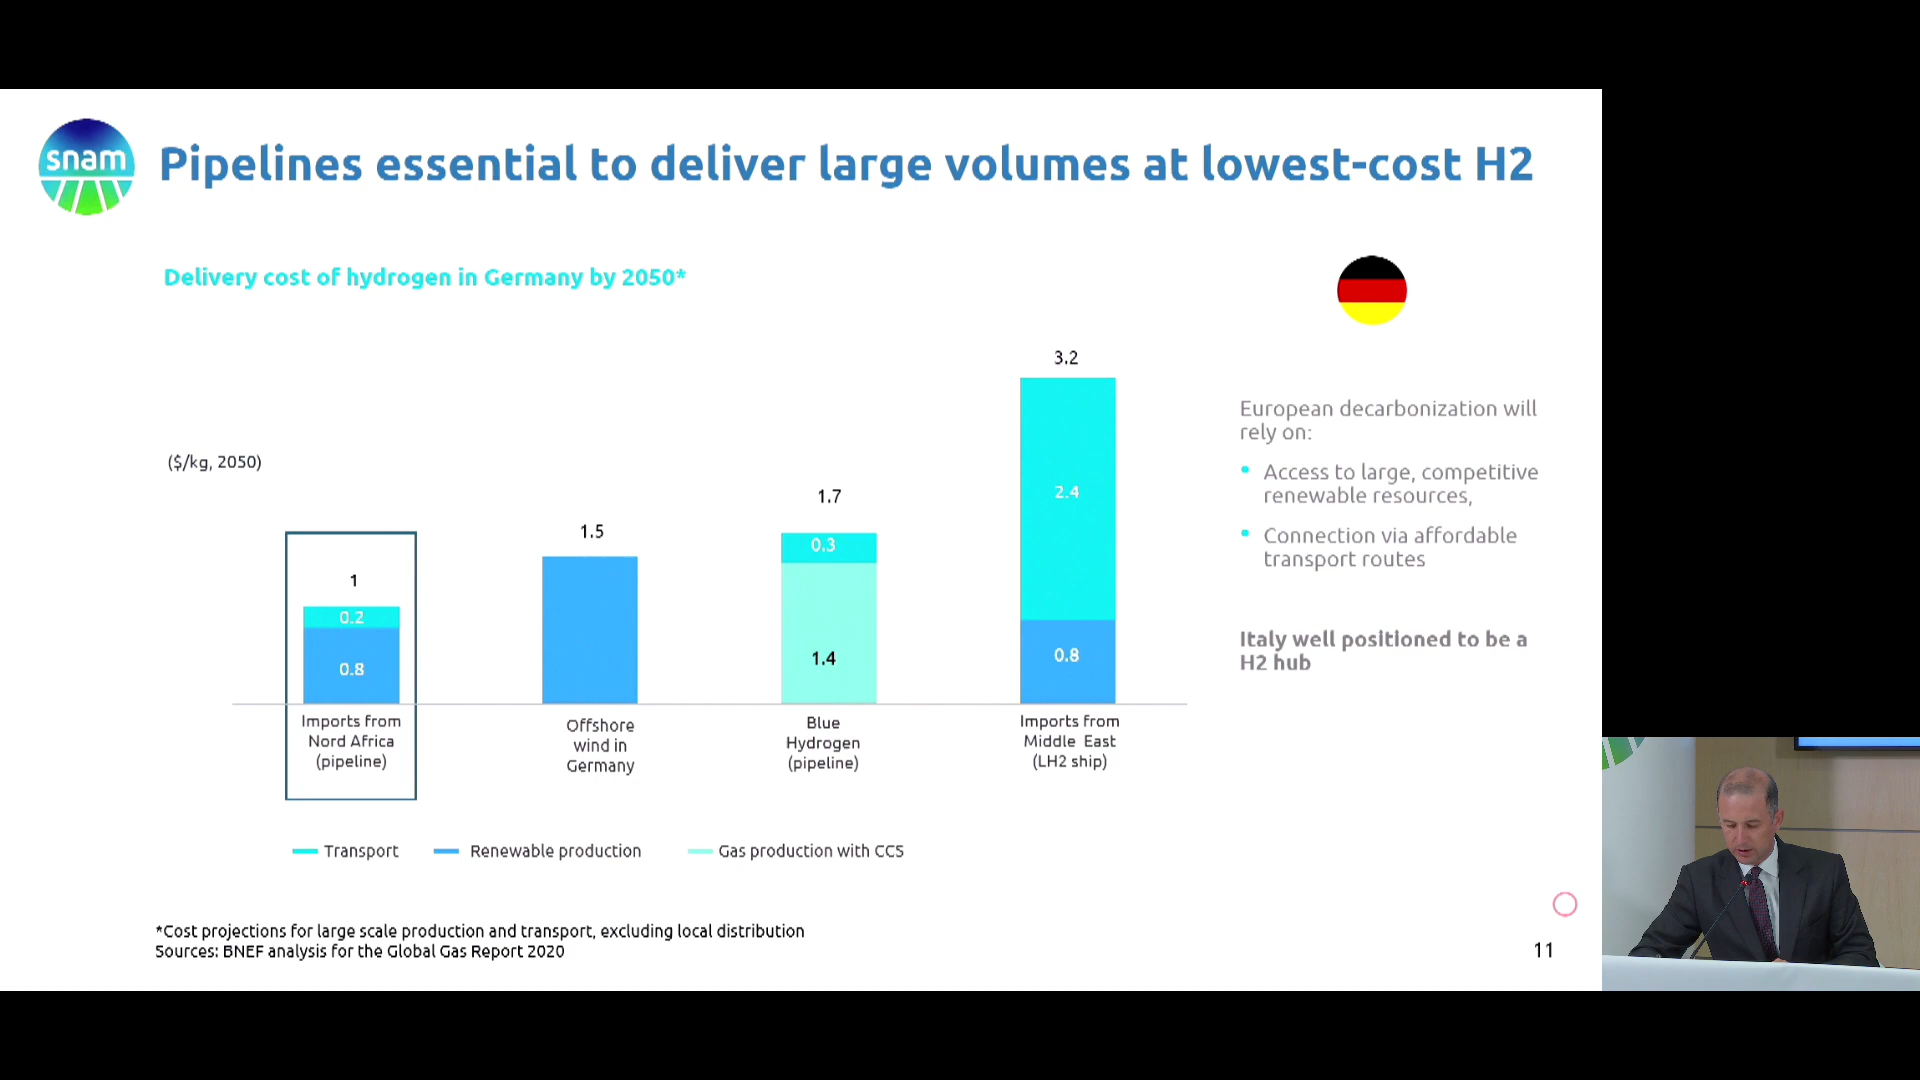 snam
Pipelines essential to deliver large volumes at lowest-cost H2
Delivery cost of hydrogen in Germany by 2050*
($/kg, 2050)
1
0.2
0.8
1.5
1.7
0.3
1.4
3.2
2.4
0.8
Imports from
Nord Africa
(pipeline)
Offshore
wind in
Germany
Blue
Hydrogen
(pipeline)
Imports from
Middle East
(LH2 ship)
Transport
Renewable production
Gas production with CCS
European decarbonization will
rely on:
• Access to large, competitive
renewable resources,
• Connection via affordable
transport routes
Italy well positioned to be a
H2 hub
*Cost projections for large scale production and transport, excluding local distribution
Sources: BNEF analysis for the Global Gas Report 2020
11